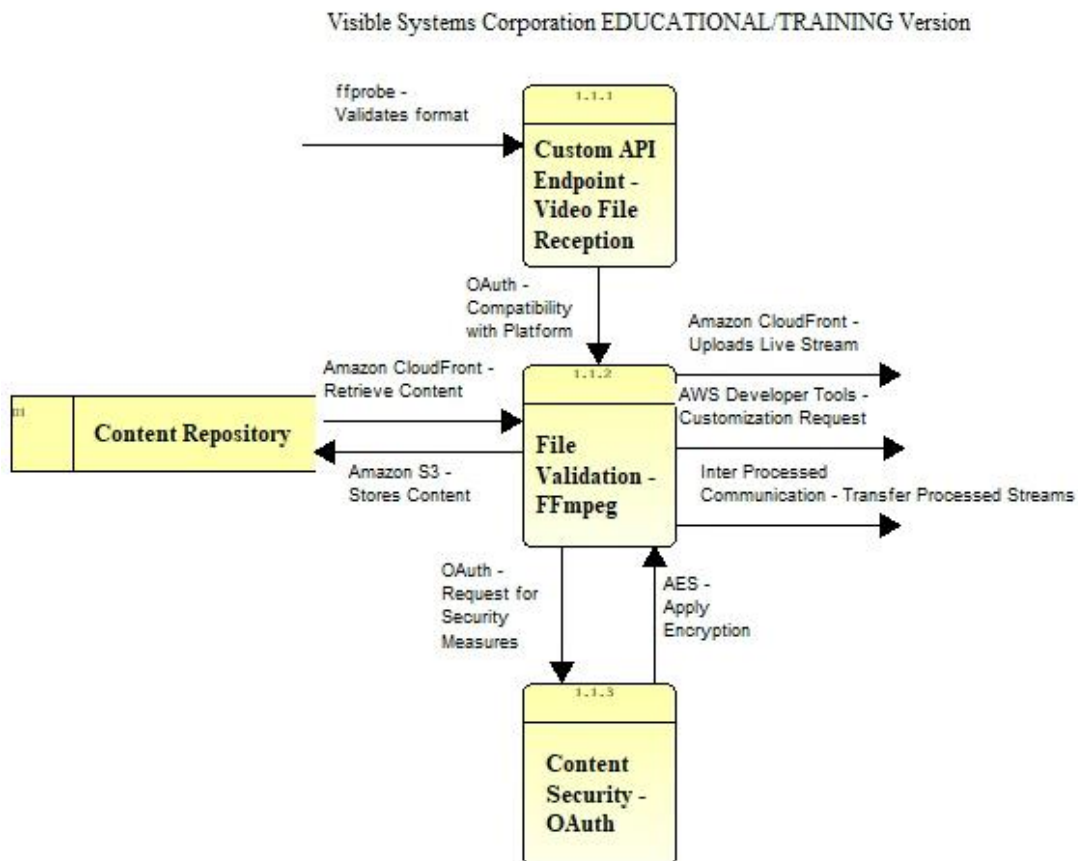 Visible Systems Corporation EDUCATIONAL/TRAINING Version
ffprobe -
Validates format
1.1.1
Custom API
Endpoint -
Video File
Reception
OAuth -
Compatibility
with Platform
Amazon CloudFront -
Uploads Live Stream
Amazon CloudFront -
Retrieve Content
1.1.2
AWS Developer Tools -
Customization Request
D1
Content Repository
File
Validation -
FFmpeg
Amazon S3 -
Stores Content
Inter Processed
Communication - Transfer Processed Streams
OAuth -
Request for
Security
Measures
AES -
Apply
Encryption
1.1.3
Content
Security -
OAuth